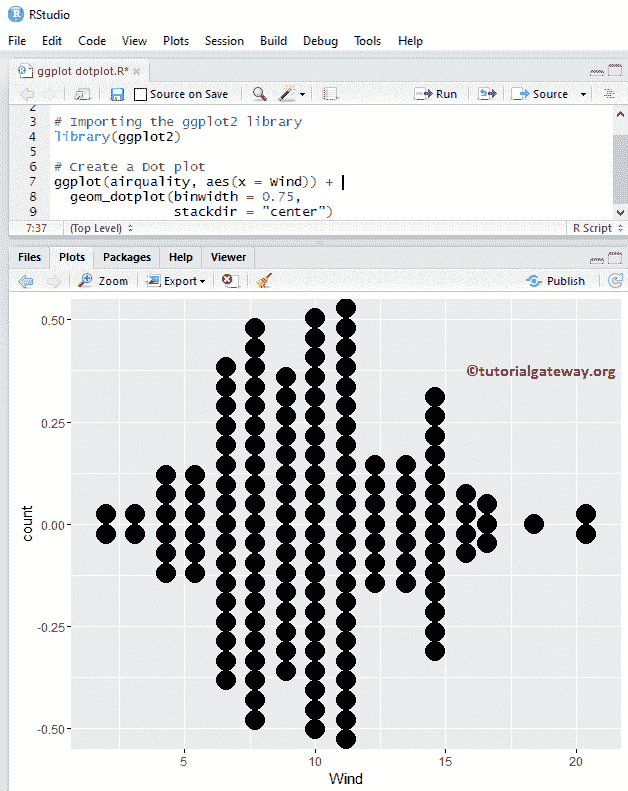 RStudio
File Edit Code View Plots Session Build Debug Tools Help
ggplot dotplot.R*
Source on Save Run Source
2
3 # Importing the ggplot2 library
4 library(ggplot2)
5
6 # Create a Dot plot
7 ggplot(airquality, aes(x = Wind)) +
8 geom_dotplot(binwidth = 0.75,
9 stackdir = "center")
7:37 (Top Level) R Script
Files Plots Packages Help Viewer
Zoom Export Publish
©tutorialgateway.org
0.50
0.25
0.00
-0.25
-0.50
count
5 10 15 20
Wind